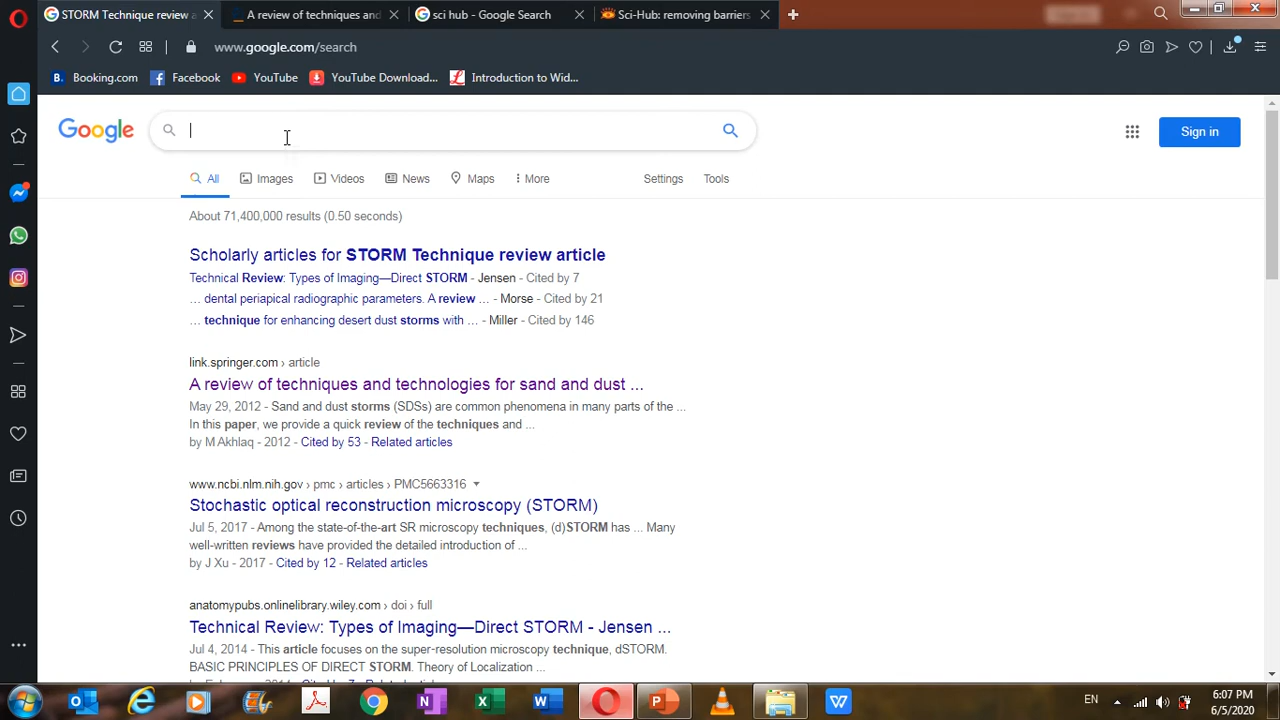 STORM Technique review a
A review of techniques and
sci hub - Google Search
Sci-Hub: removing barriers
www.google.com/search
B. Booking.com
Facebook
YouTube
YouTube Download...
Introduction to Wid...
Google
Sign in
All
Images
Videos
News
Maps
More
Settings
Tools
About 71,400,000 results (0.50 seconds)
Scholarly articles for STORM Technique review article
Technical Review: Types of Imaging—Direct STORM - Jensen - Cited by 7
... dental periapical radiographic parameters. A review ... - Morse - Cited by 21
... technique for enhancing desert dust storms with ... - Miller - Cited by 146
link.springer.com › article
A review of techniques and technologies for sand and dust ...
May 29, 2012 - Sand and dust storms (SDSs) are common phenomena in many parts of the ...
In this paper, we provide a quick review of the techniques and ...
by M Akhlaq - 2012 - Cited by 53 - Related articles
www.ncbi.nlm.nih.gov › pmc › articles › PMC5663316
Stochastic optical reconstruction microscopy (STORM)
Jul 5, 2017 - Among the state-of-the-art SR microscopy techniques, (d)STORM has ... Many
well-written reviews have provided the detailed introduction of ...
by J Xu - 2017 - Cited by 12 - Related articles
anatomypubs.onlinelibrary.wiley.com › doi › full
Technical Review: Types of Imaging—Direct STORM - Jensen ...
Jul 4, 2014 - This article focuses on the super-resolution microscopy technique, dSTORM.
BASIC PRINCIPLES OF DIRECT STORM. Theory of Localization ...
EN
6:07 PM
6/5/2020